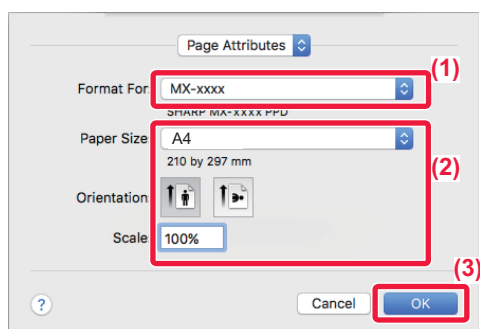 Page Attributes
(1)
Format For: MX-xxxx
SHARP MX-xxxx PPD
Paper Size: A4
210 by 297 mm
(2)
Orientation:
Scale: 100%
(3)
? Cancel OK